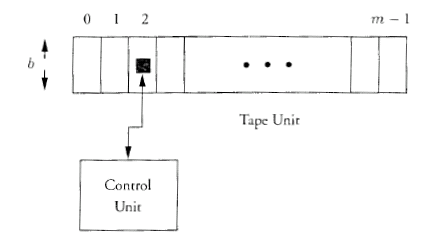 0 1 2 m − 1
b
• • •
Tape Unit
Control
Unit